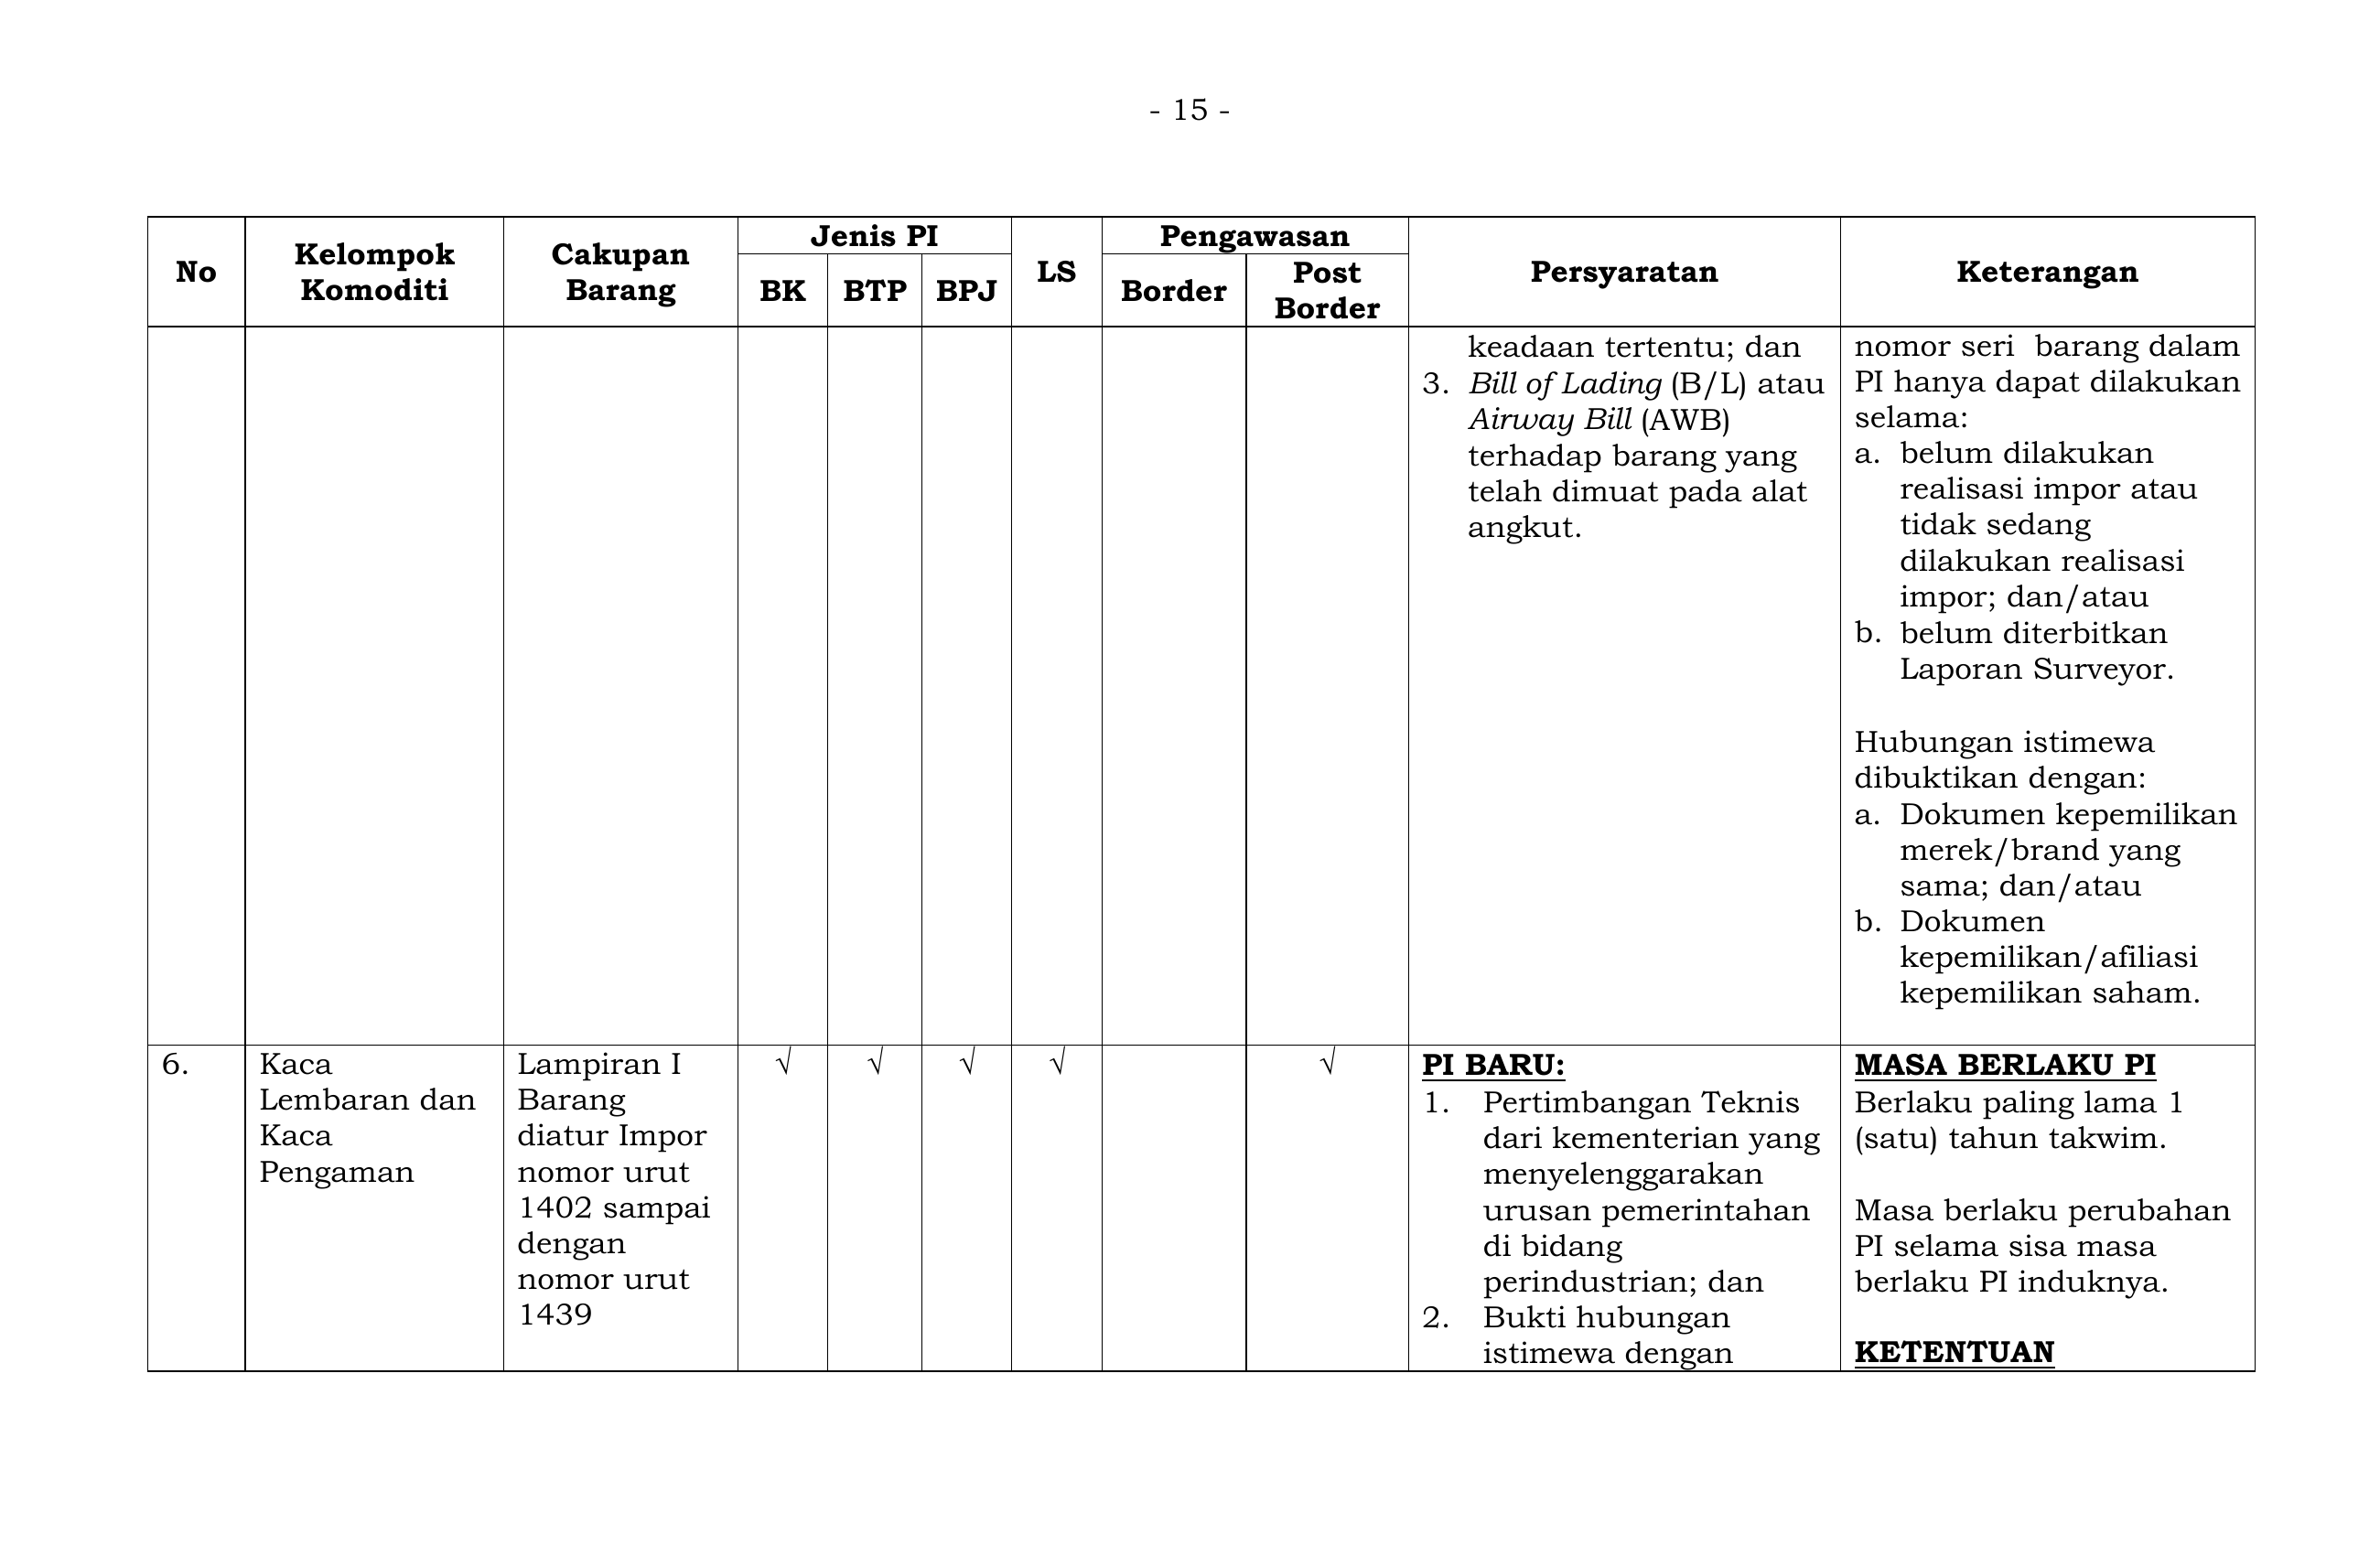 - 15 -
No
Kelompok
Komoditi
Cakupan
Barang
Jenis PI
BK
BTP
BPJ
LS
Pengawasan
Border
Post
Border
Persyaratan
Keterangan
keadaan tertentu; dan
3. Bill of Lading (B/L) atau
Airway Bill (AWB)
terhadap barang yang
telah dimuat pada alat
angkut.
nomor seri barang dalam
PI hanya dapat dilakukan
selama:
a. belum dilakukan
realisasi impor atau
tidak sedang
dilakukan realisasi
impor; dan/atau
b. belum diterbitkan
Laporan Surveyor.
Hubungan istimewa
dibuktikan dengan:
a. Dokumen kepemilikan
merek/brand yang
sama; dan/atau
b. Dokumen
kepemilikan/afiliasi
kepemilikan saham.
6.
Kaca
Lembaran dan
Kaca
Pengaman
Lampiran I
Barang
diatur Impor
nomor urut
1402 sampai
dengan
nomor urut
1439
√
√
√
√
√
PI BARU:
1. Pertimbangan Teknis
dari kementerian yang
menyelenggarakan
urusan pemerintahan
di bidang
perindustrian; dan
2. Bukti hubungan
istimewa dengan
MASA BERLAKU PI
Berlaku paling lama 1
(satu) tahun takwim.
Masa berlaku perubahan
PI selama sisa masa
berlaku PI induknya.
KETENTUAN